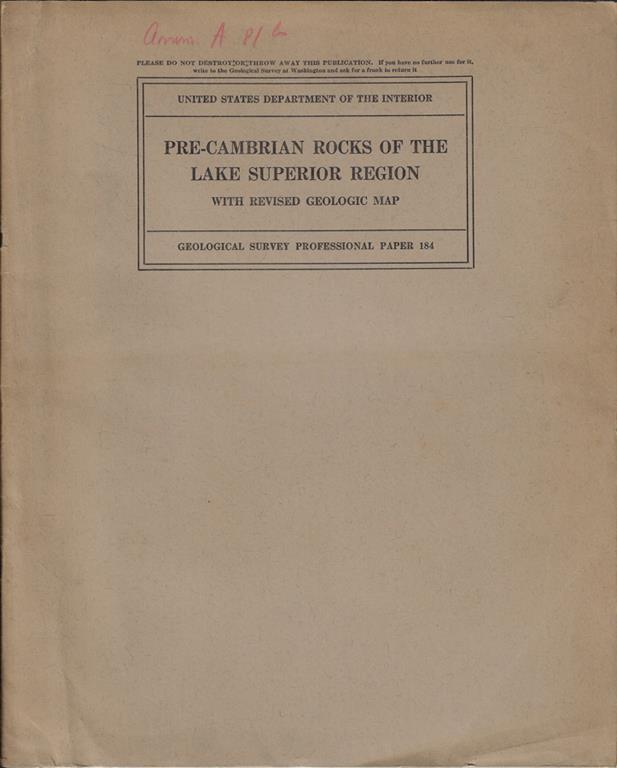 A 8/6
PLEASE DO NOT DESTROY OR THROW AWAY THIS PUBLICATION. If you have no further use for it,
write to the Geological Survey at Washington and ask for a frank to return it
UNITED STATES DEPARTMENT OF THE INTERIOR
PRE-CAMBRIAN ROCKS OF THE
LAKE SUPERIOR REGION
WITH REVISED GEOLOGIC MAP
GEOLOGICAL SURVEY PROFESSIONAL PAPER 184